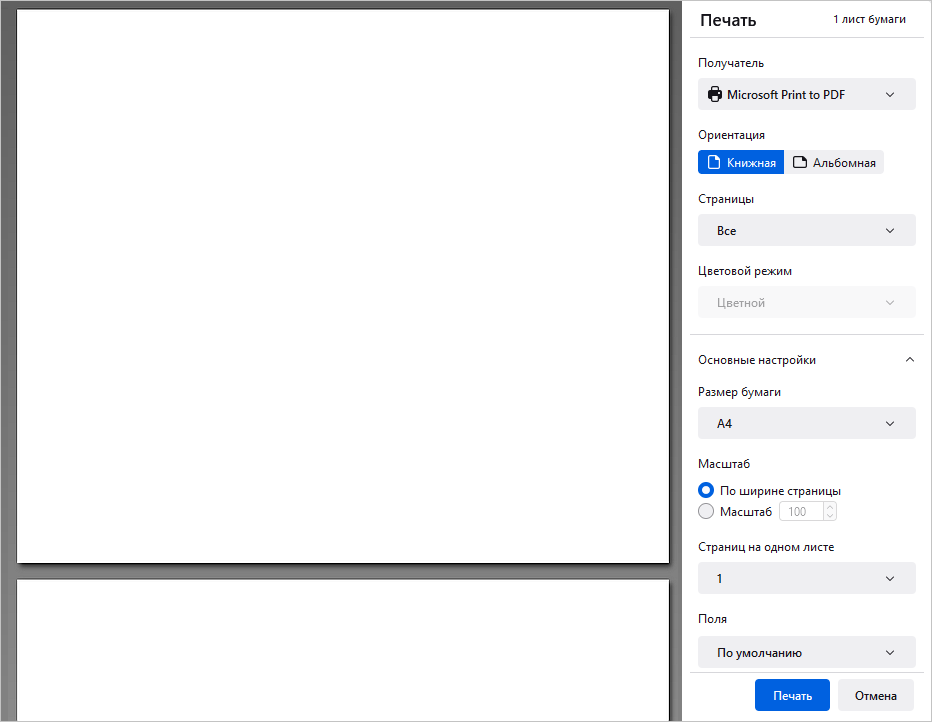 Печать
1 лист бумаги
Получатель
Microsoft Print to PDF
Ориентация
Книжная Альбомная
Страницы
Все
Цветовой режим
Цветной
Основные настройки
Размер бумаги
A4
Масштаб
По ширине страницы
Масштаб 100
Страниц на одном листе
1
Поля
По умолчанию
Печать Отмена